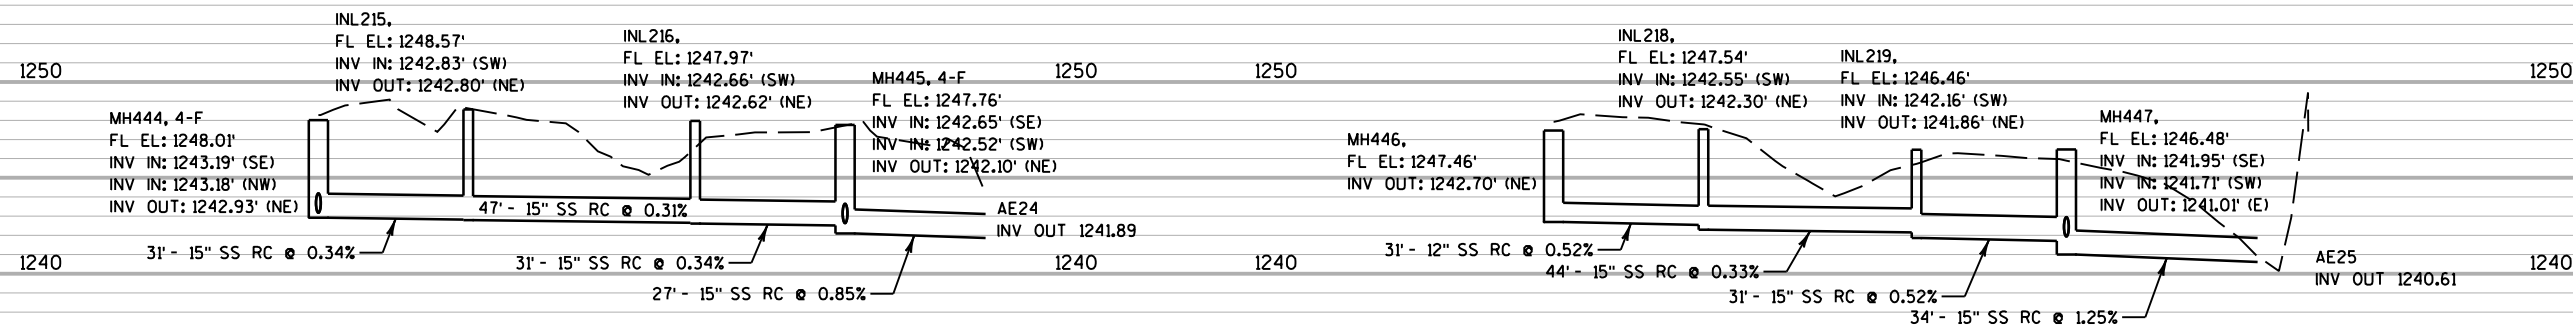 INL215,
FL EL: 1248.57'
INV IN: 1242.83' (SW)
INV OUT: 1242.80' (NE)
INL216,
FL EL: 1247.97'
INV IN: 1242.66' (SW)
INV OUT: 1242.62' (NE)
MH445, 4-F
FL EL: 1247.76'
INV IN: 1242.65' (SE)
INV IN: 1242.52' (SW)
INV OUT: 1242.10' (NE)
1250
1250
MH444, 4-F
FL EL: 1248.01'
INV IN: 1243.19' (SE)
INV IN: 1243.18' (NW)
INV OUT: 1242.93' (NE)
47' - 15" SS RC @ 0.31%
AE24
INV OUT 1241.89
31' - 15" SS RC @ 0.34%
31' - 15" SS RC @ 0.34%
27' - 15" SS RC @ 0.85%
1240
1240
INL218,
FL EL: 1247.54'
INV IN: 1242.55' (SW)
INV OUT: 1242.30' (NE)
INL219,
FL EL: 1246.46'
INV IN: 1242.16' (SW)
INV OUT: 1241.86' (NE)
1250
1250
MH446,
FL EL: 1247.46'
INV OUT: 1242.70' (NE)
MH447,
FL EL: 1246.48'
INV IN: 1241.95' (SE)
INV IN: 1241.71' (SW)
INV OUT: 1241.01' (E)
31' - 12" SS RC @ 0.52%
44' - 15" SS RC @ 0.33%
31' - 15" SS RC @ 0.52%
34' - 15" SS RC @ 1.25%
AE25
INV OUT 1240.61
1240
1240